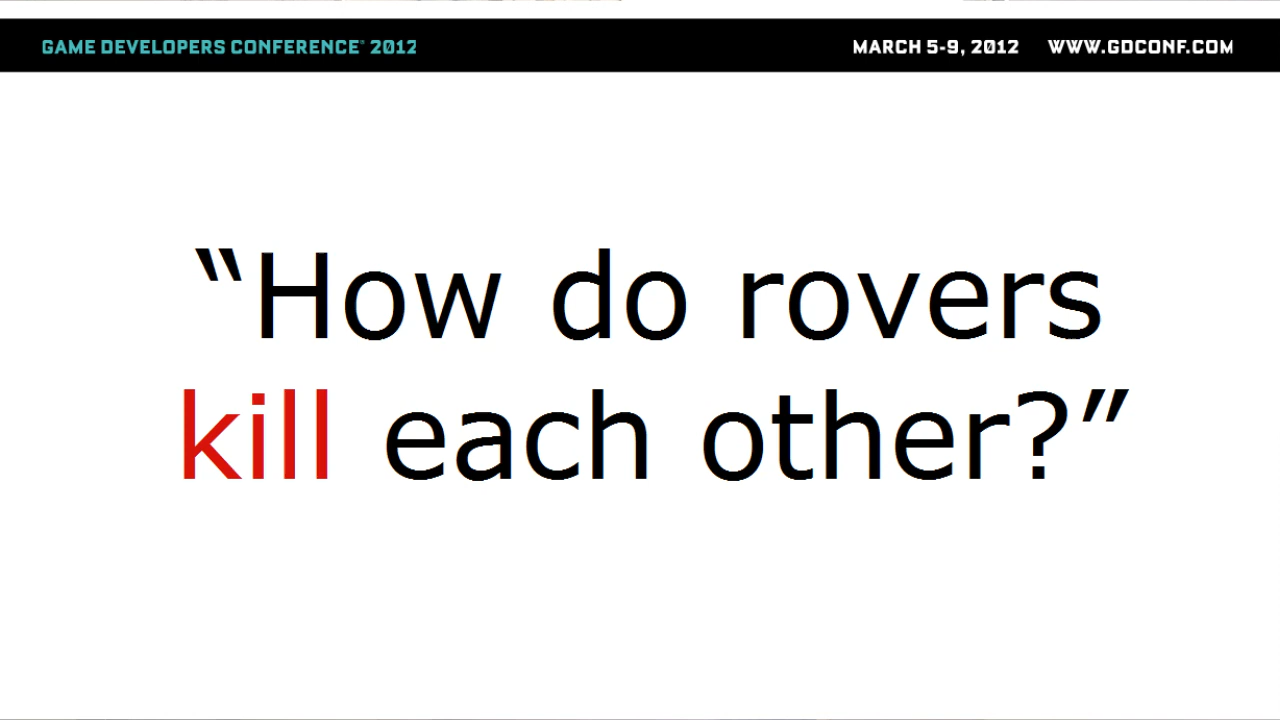 GAME DEVELOPERS CONFERENCE® 2012
MARCH 5-9, 2012 WWW.GDCONF.COM
“How do rovers
kill each other?”